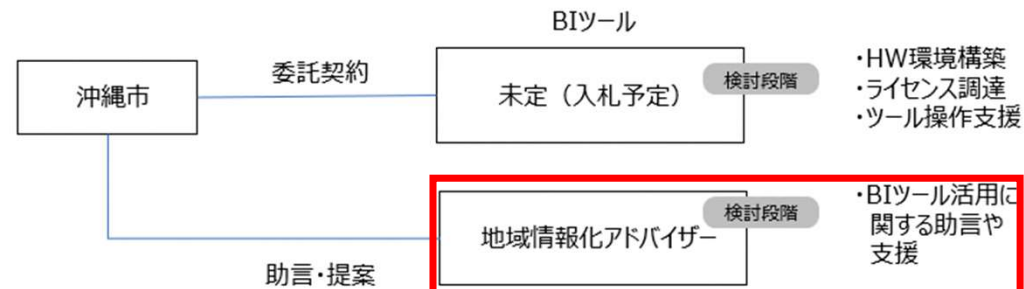 BIツール
沖縄市
委託契約
未定（入札予定）
検討段階
・HW環境構築
・ライセンス調達
・ツール操作支援
地域情報化アドバイザー
検討段階
・BIツール活用に
関する助言や
支援
助言・提案